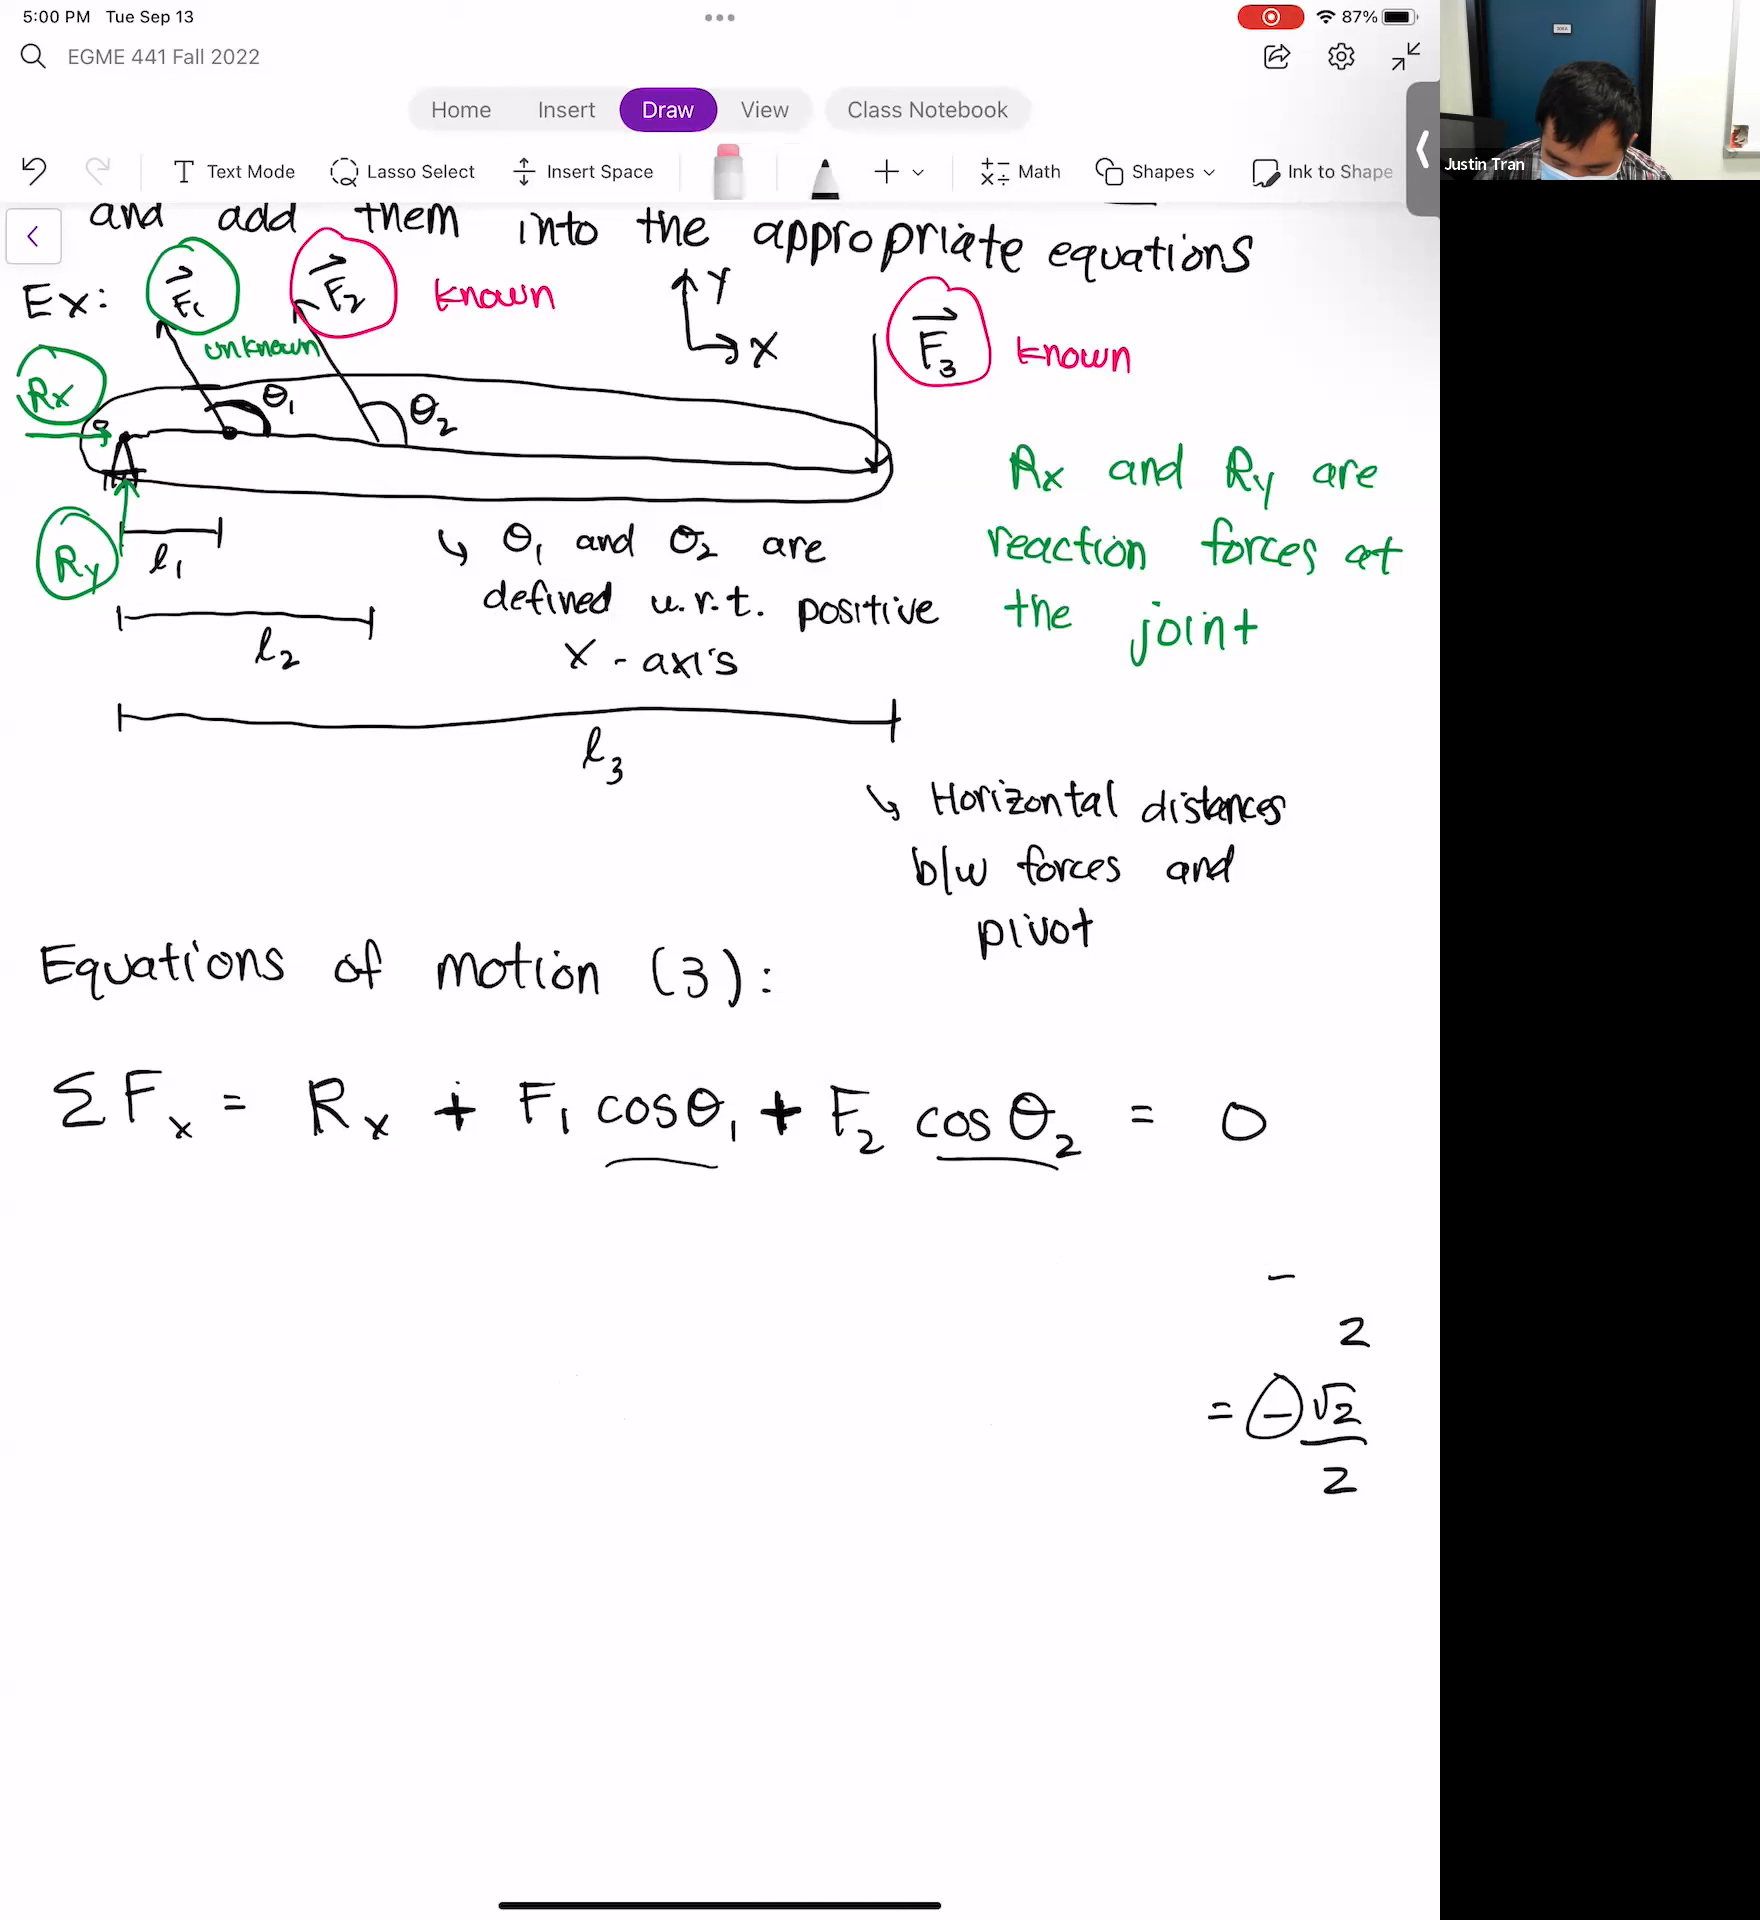 5:00 PM Tue Sep 13
87%
EGME 441 Fall 2022
Home Insert Draw View Class Notebook
Text Mode Lasso Select Insert Space Math Shapes Ink to Shape
Justin Tran
and add them into the appropriate equations
Ex: F₁ F₂ known Y
unknown X F₃ known
Rx θ₁ θ₂
Rx and Ry are
reaction forces at
the joint
Ry l₁
θ₁ and θ₂ are
defined w.r.t. positive
x-axis
l₂
l₃
Horizontal distances
b/w forces and
pivot
Equations of motion (3):
ΣFₓ = Rₓ + F₁ cosθ₁ + F₂ cosθ₂ = 0
-
2
= -√2
2